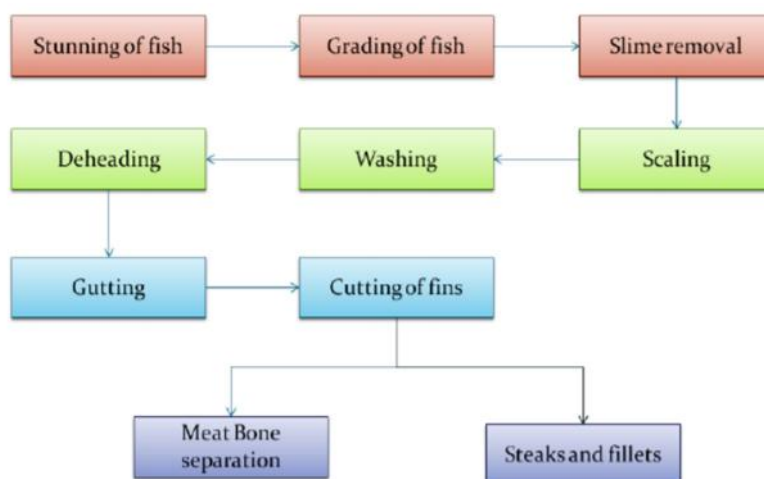 Stunning of fish
Grading of fish
Slime removal
Deheading
Washing
Scaling
Gutting
Cutting of fins
Meat Bone
separation
Steaks and fillets